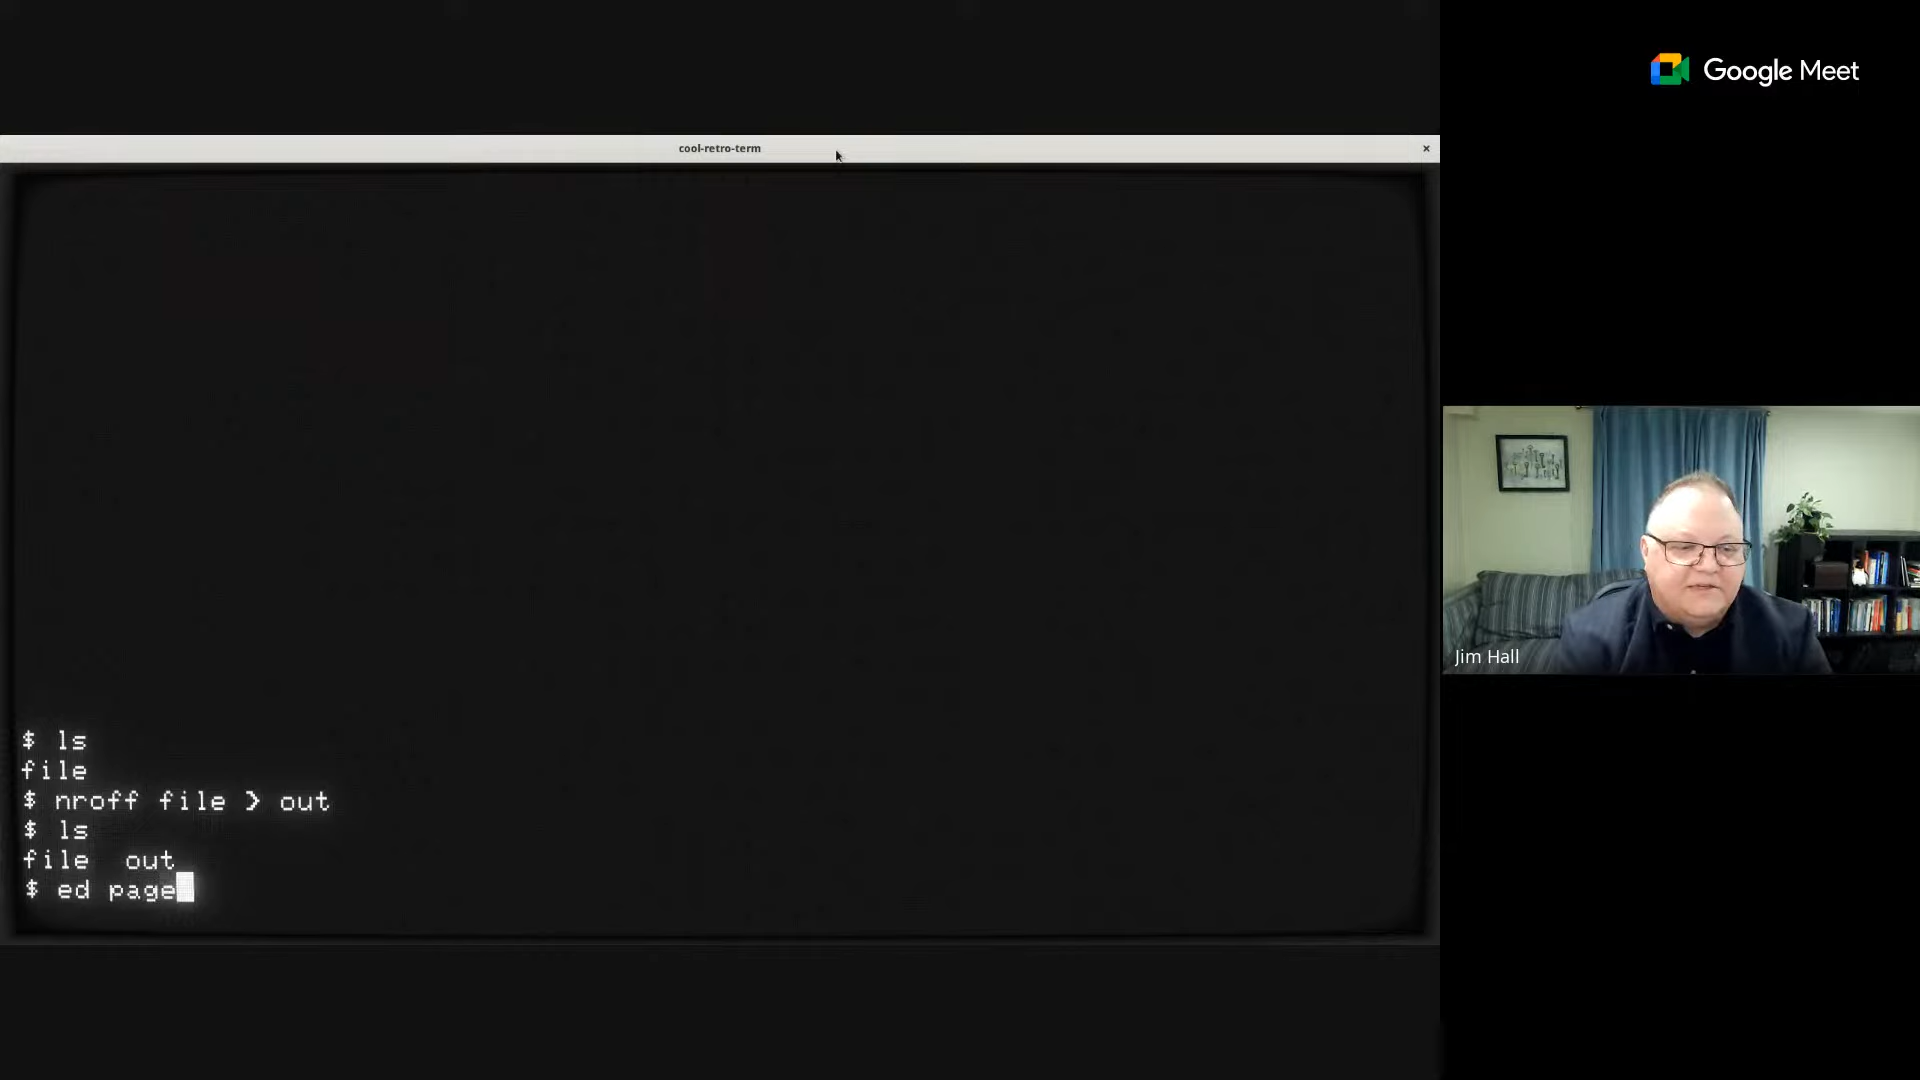 Google Meet
cool-retro-term
$ ls
file
$ nroff file > out
$ ls
file out
$ ed page
Jim Hall